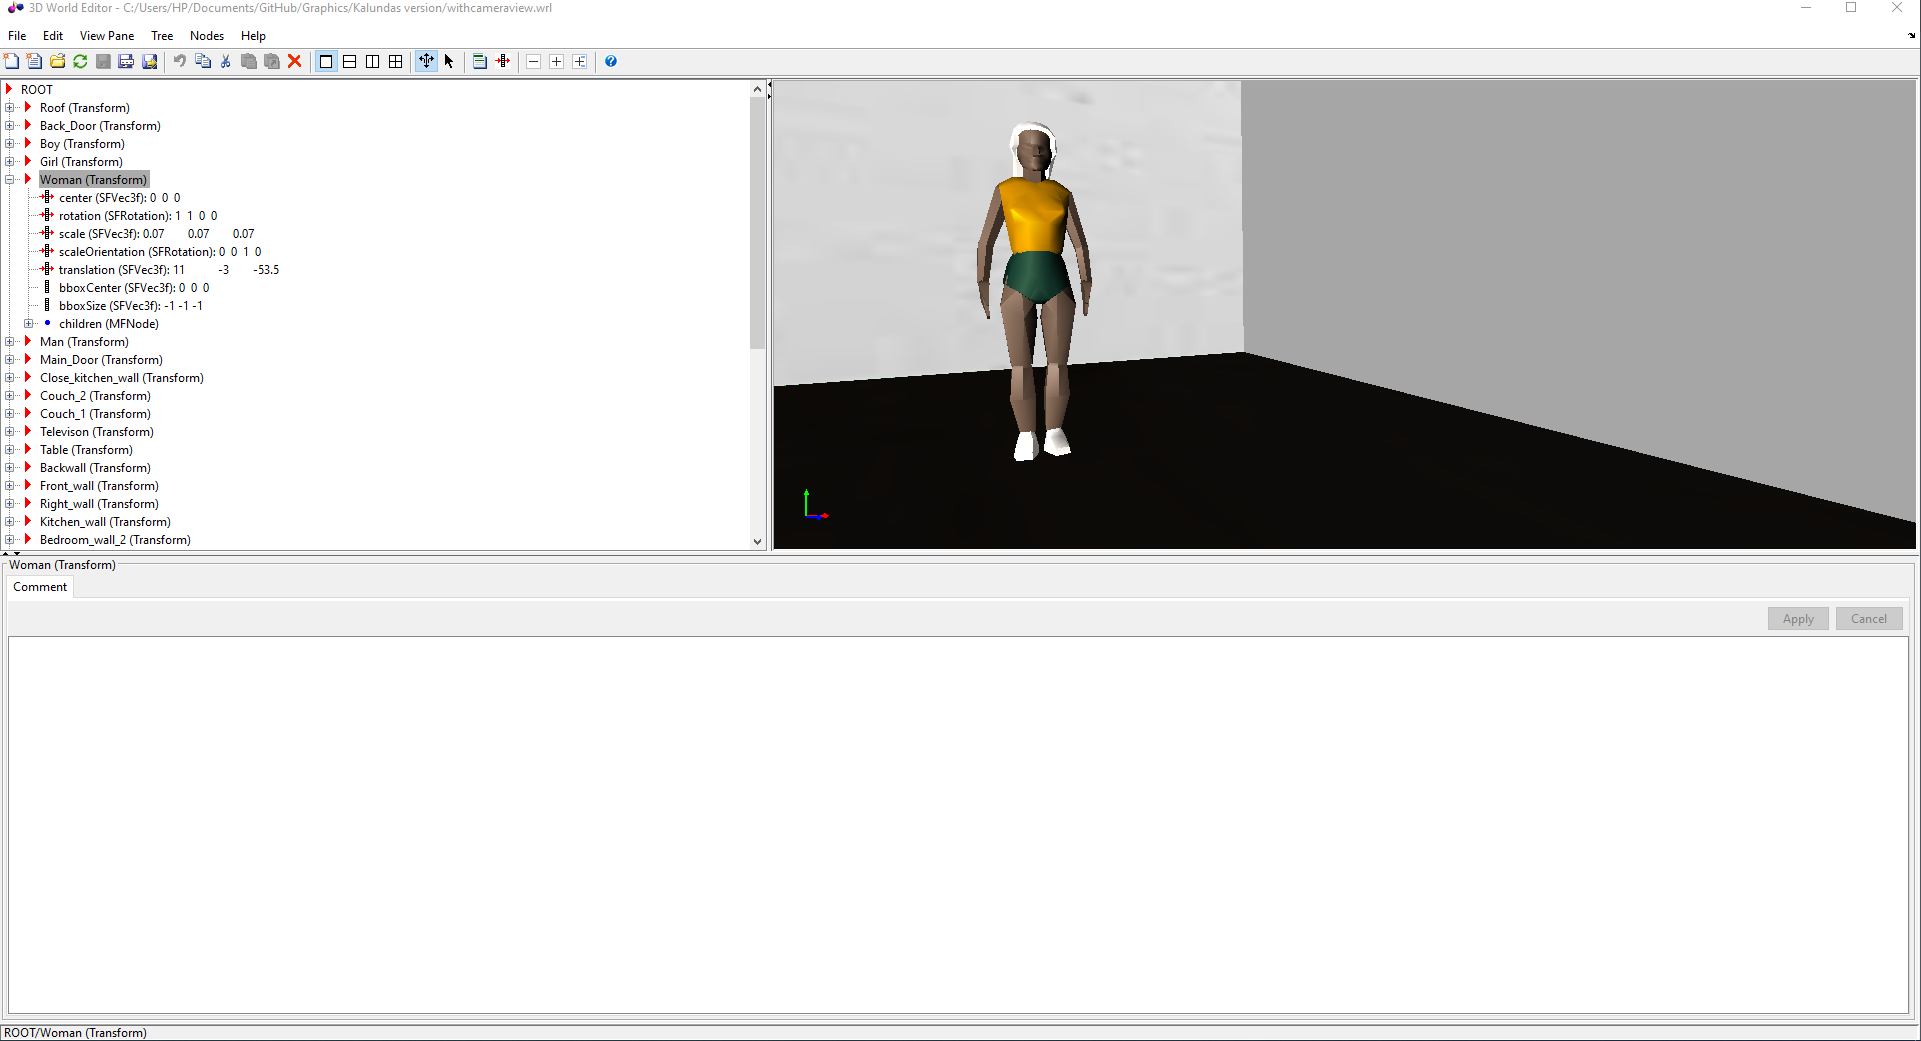 3D World Editor - C:/Users/HP/Documents/GitHub/Graphics/Kalundas version/withcameraview.wrl
File Edit View Pane Tree Nodes Help
ROOT
Roof (Transform)
Back_Door (Transform)
Boy (Transform)
Girl (Transform)
Woman (Transform)
center (SFVec3f): 0 0 0
rotation (SFRotation): 1 1 0 0
scale (SFVec3f): 0.07 0.07 0.07
scaleOrientation (SFRotation): 0 0 1 0
translation (SFVec3f): 11 -3 -53.5
bboxCenter (SFVec3f): 0 0 0
bboxSize (SFVec3f): -1 -1 -1
children (MFNode)
Man (Transform)
Main_Door (Transform)
Close_kitchen_wall (Transform)
Couch_2 (Transform)
Couch_1 (Transform)
Televison (Transform)
Table (Transform)
Backwall (Transform)
Front_wall (Transform)
Right_wall (Transform)
Kitchen_wall (Transform)
Bedroom_wall_2 (Transform)
Woman (Transform)
Comment
Apply Cancel
ROOT/Woman (Transform)